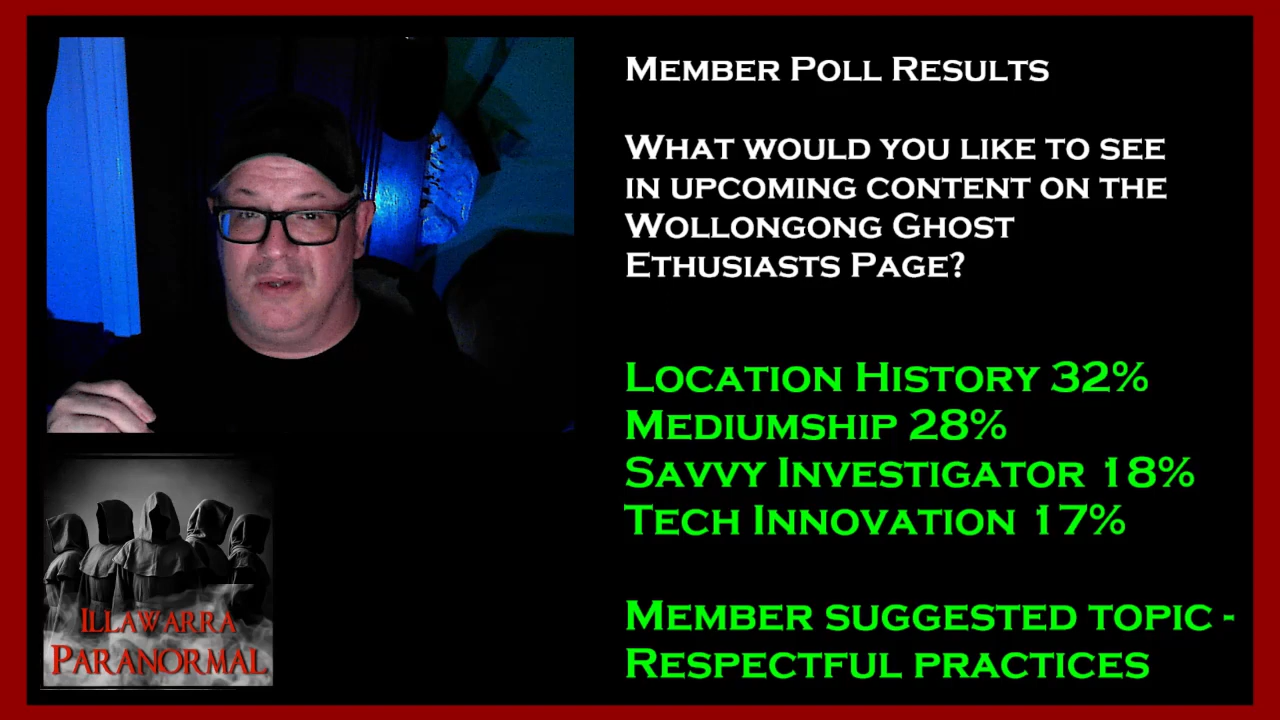 Member Poll Results
What would you like to see
in upcoming content on the
Wollongong Ghost
Ethusiasts Page?
Location History 32%
Mediumship 28%
Savvy Investigator 18%
Tech Innovation 17%
Member suggested topic -
Respectful practices
Illawarra
Paranormal